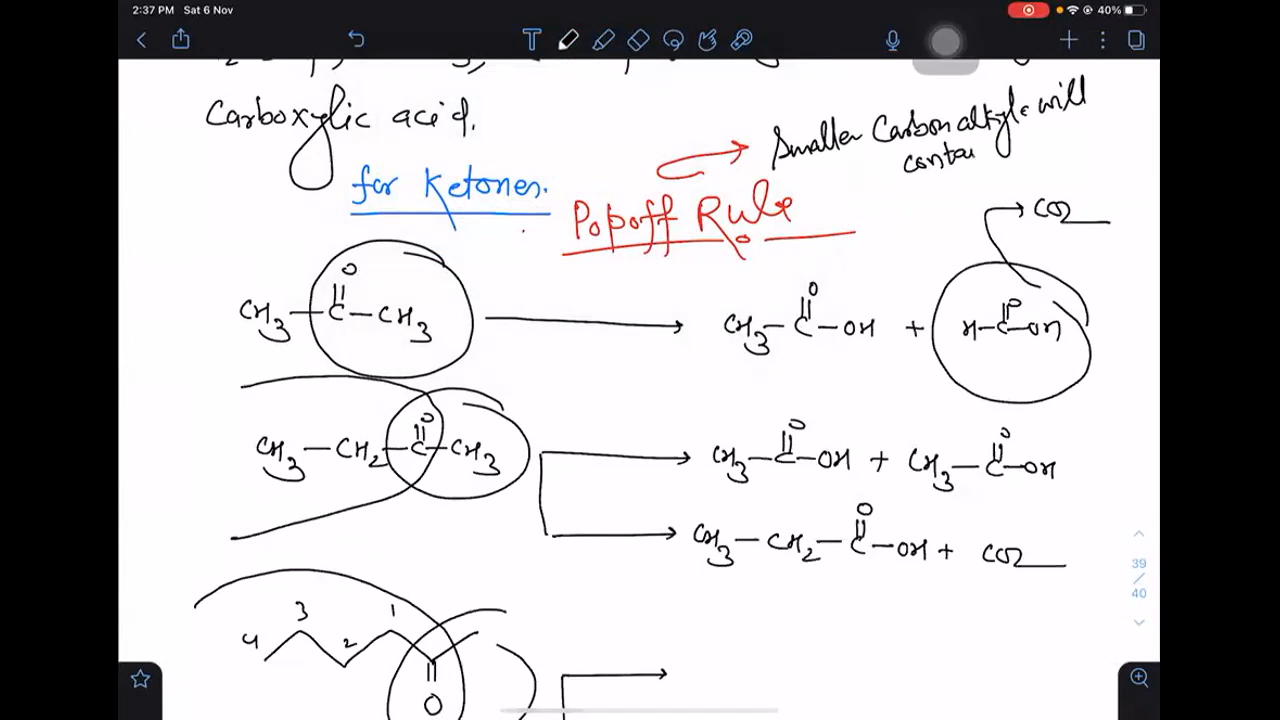 2:37 PM Sat 6 Nov 40%
T
Carboxylic acid.
Smaller Carbon alkyl will
conta
for Ketones.
Popoff Rule
CO2
O O O
CH3—C—CH3 → CH3—C—OH + H—C—OH
O O O
CH3—CH2—C—CH3 → CH3—C—OH + CH3—C—OH
O
→ CH3—CH2—C—OH + CO2
39
/
40
4 3 2 1
O